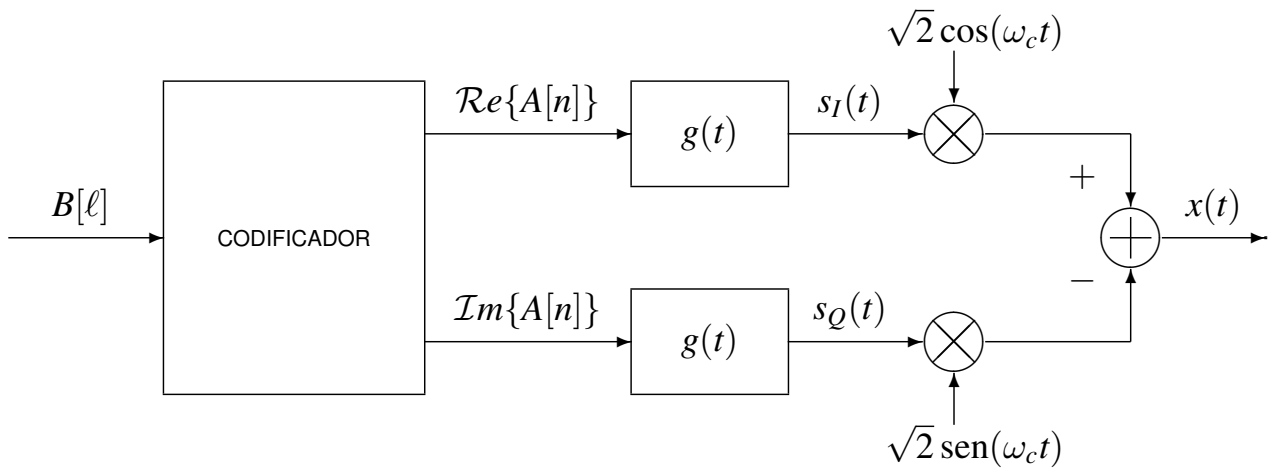 √2 cos(ω_c t)
ℛe{A[n]}
g(t)
s_I(t)
+
B[ℓ]
CODIFICADOR
x(t)
−
ℐm{A[n]}
g(t)
s_Q(t)
√2 sen(ω_c t)